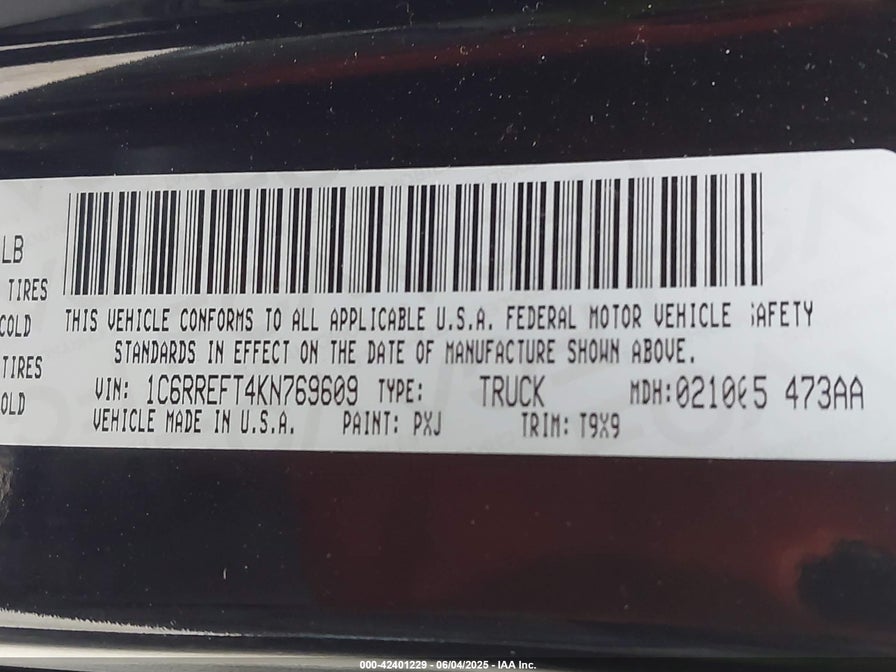 LB
TIRES
COLD
TIRES
OLD
THIS VEHICLE CONFORMS TO ALL APPLICABLE U.S.A. FEDERAL MOTOR VEHICLE SAFETY
STANDARDS IN EFFECT ON THE DATE OF MANUFACTURE SHOWN ABOVE.
VIN: 1C6RREFT4KN769609 TYPE: TRUCK MDH: 473AA
VEHICLE MADE IN U.S.A. PAINT: PXJ TRIM: T9X9
000-42401229 - 06/04/2025 - IAA Inc.